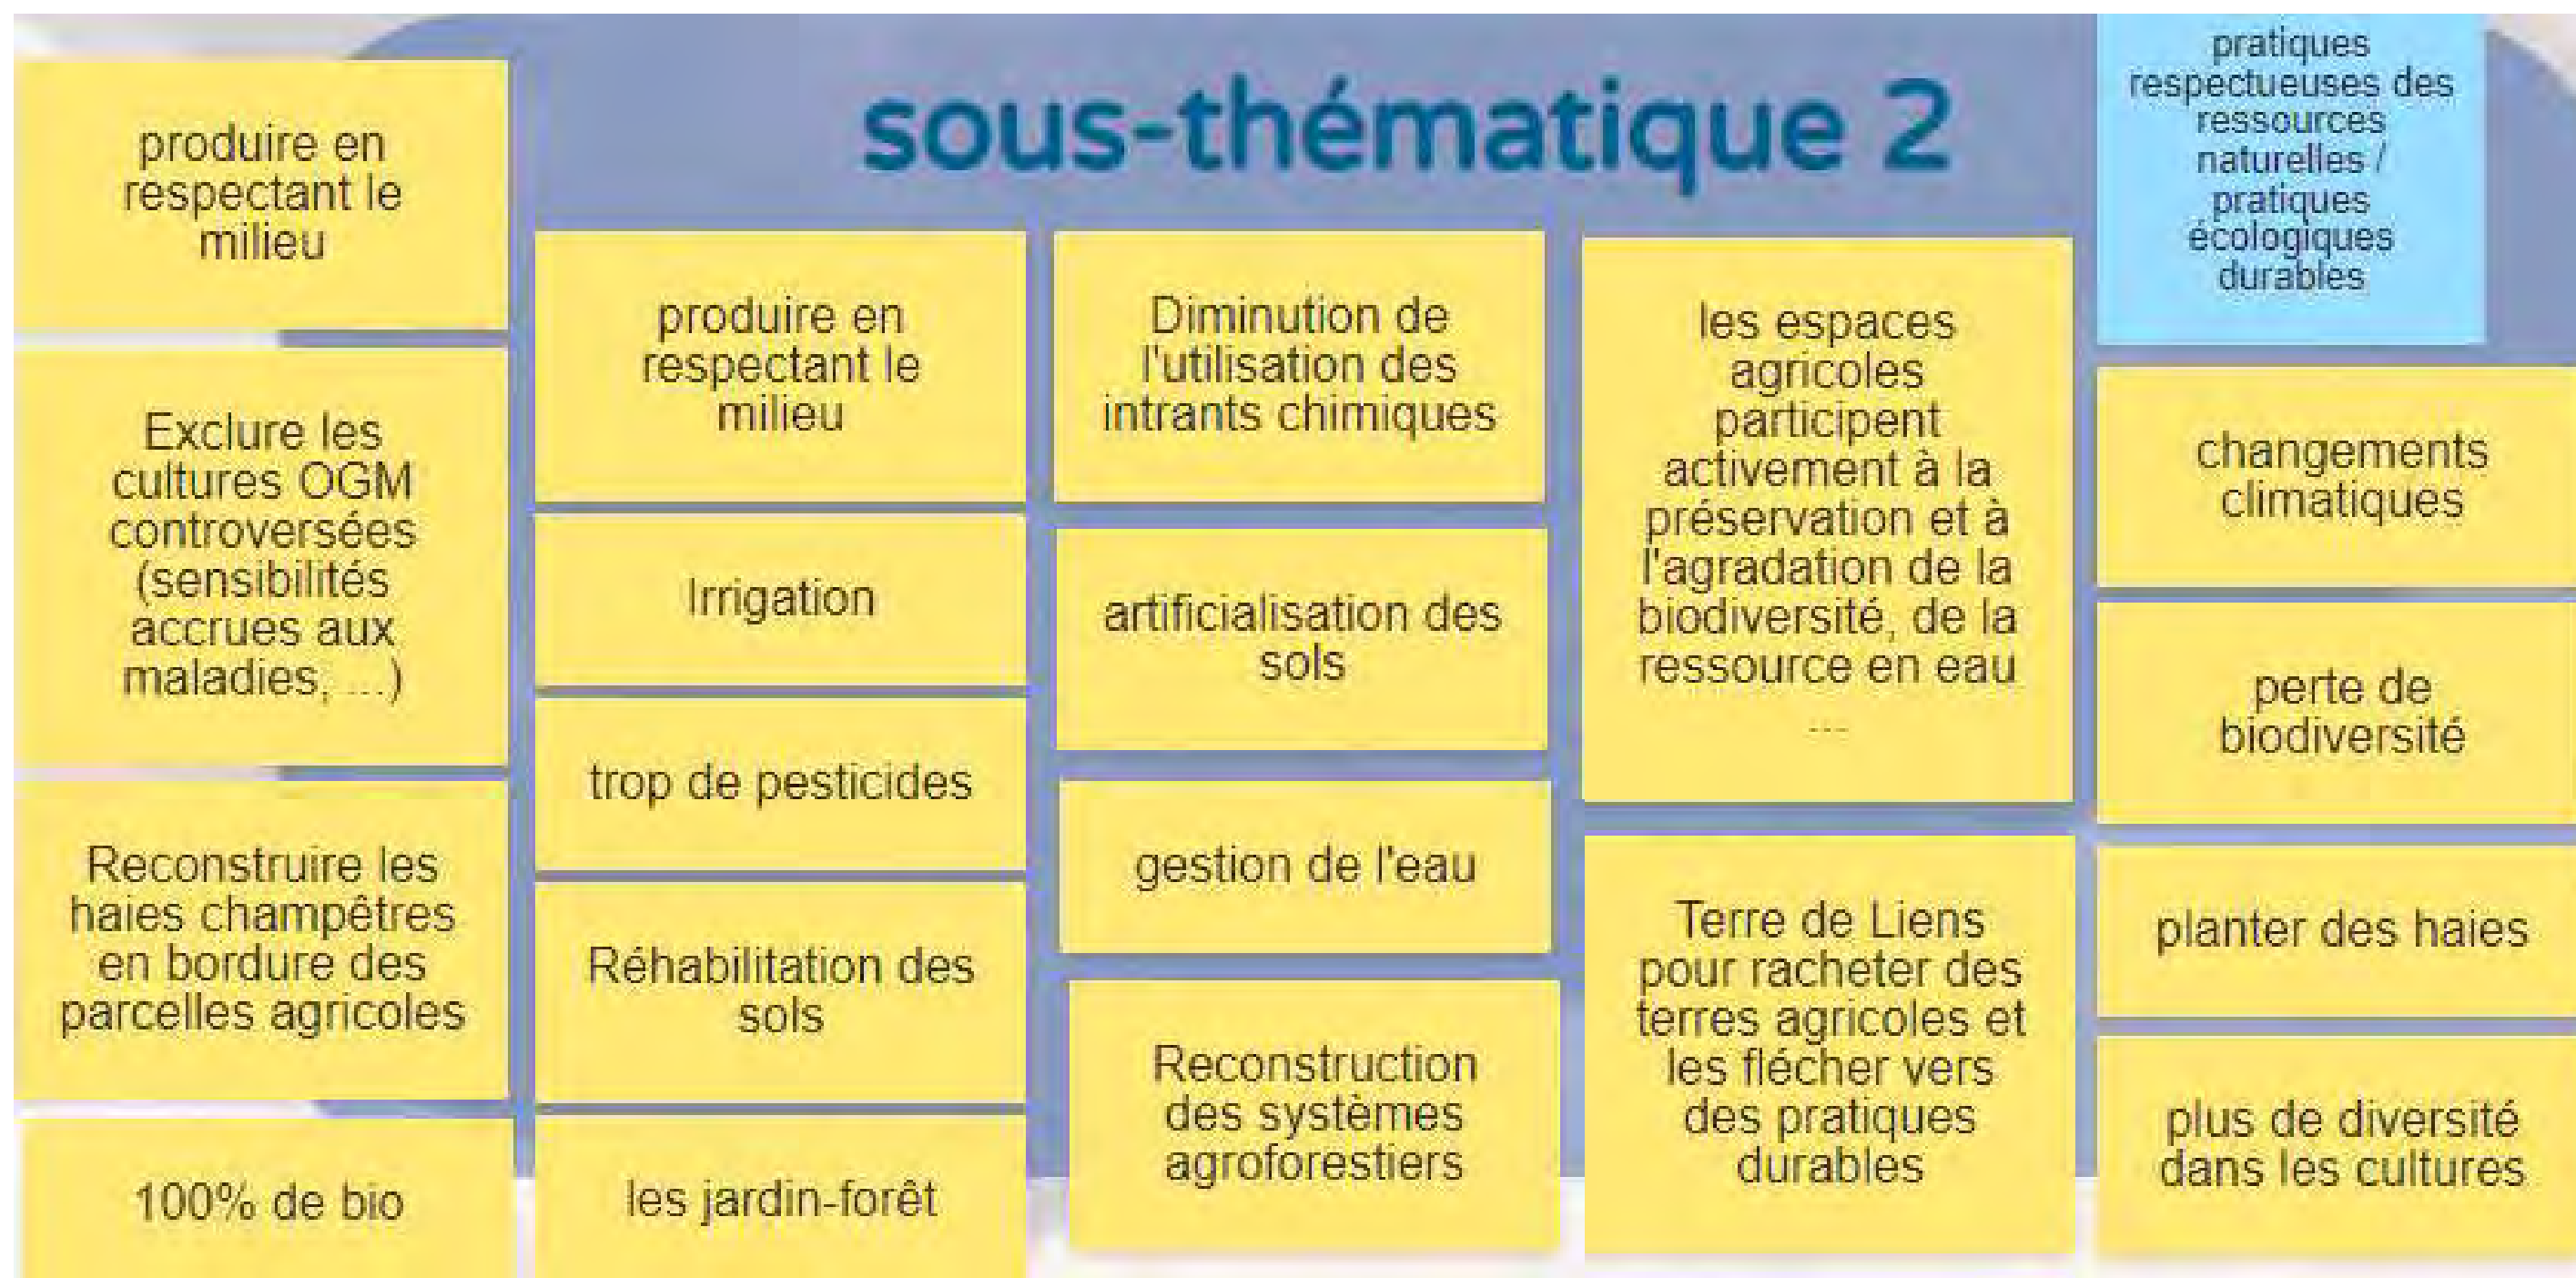 sous-thématique 2
produire en
respectant le
milieu
Exclure les
cultures OGM
controversées
(sensibilités
accrues aux
maladies, ...)
Reconstruire les
haies champêtres
en bordure des
parcelles agricoles
100% de bio
produire en
respectant le
milieu
Irrigation
trop de pesticides
Réhabilitation des
sols
les jardin-forêt
Diminution de
l'utilisation des
intrants chimiques
artificialisation des
sols
gestion de l'eau
Reconstruction
des systèmes
agroforestiers
les espaces
agricoles
participent
activement à la
préservation et à
l'agradation de la
biodiversité, de la
ressource en eau
...
Terre de Liens
pour racheter des
terres agricoles et
les flécher vers
des pratiques
durables
pratiques
respectueuses des
ressources
naturelles /
pratiques
écologiques
durables
changements
climatiques
perte de
biodiversité
planter des haies
plus de diversité
dans les cultures